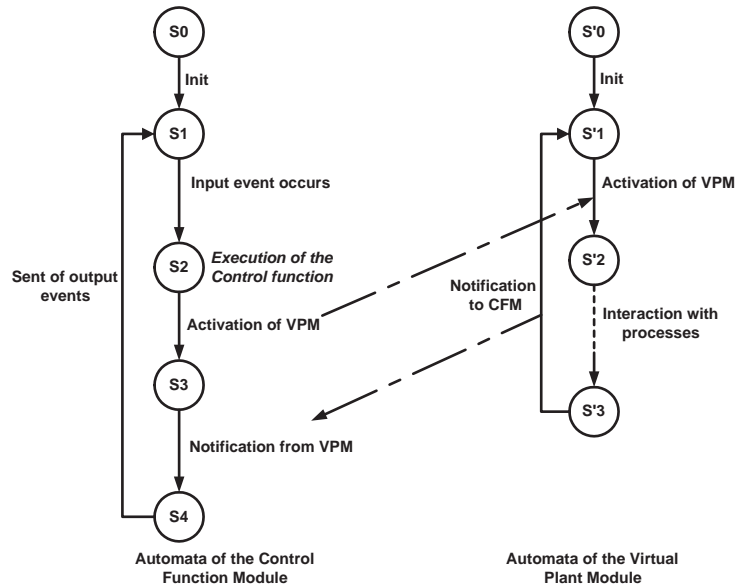 S0
Init
S1
Input event occurs
S2
Execution of the
Control function
Sent of output
events
Activation of VPM
S3
Notification from VPM
S4
Automata of the Control
Function Module
S'0
Init
S'1
Activation of VPM
S'2
Notification
to CFM
Interaction with
processes
S'3
Automata of the Virtual
Plant Module